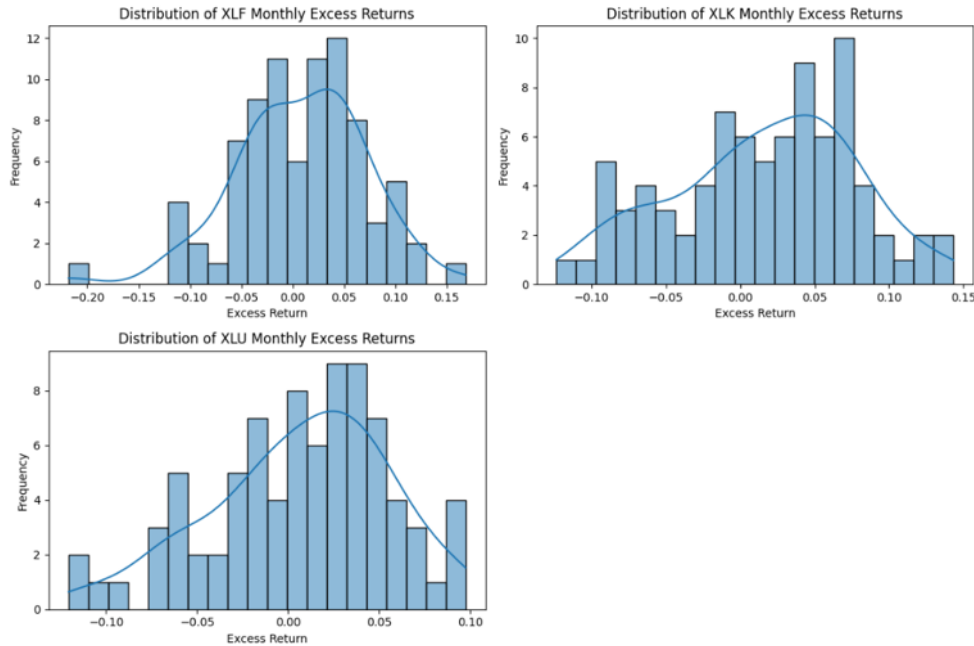 Distribution of XLF Monthly Excess Returns
12
10
8
6
4
2
0
Frequency
−0.20 −0.15 −0.10 −0.05 0.00 0.05 0.10 0.15
Excess Return
Distribution of XLK Monthly Excess Returns
10
8
6
4
2
0
Frequency
−0.10 −0.05 0.00 0.05 0.10 0.15
Excess Return
Distribution of XLU Monthly Excess Returns
8
6
4
2
0
Frequency
−0.10 −0.05 0.00 0.05 0.10
Excess Return